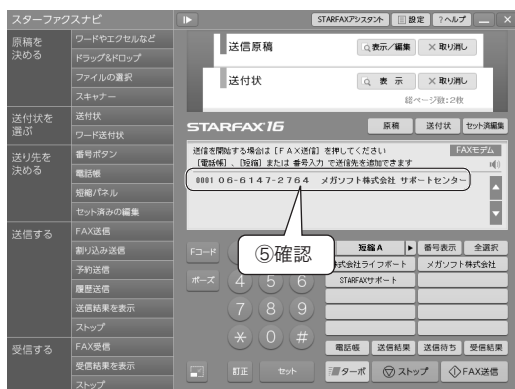 スターファクスナビ
STARFAXアシスタント 設定 ?ヘルプ
原稿を
決める
ワードやエクセルなど
ドラッグ&ドロップ
ファイルの選択
スキャナー
送付状を
選ぶ
送付状
ワード送付状
送り先を
決める
番号ボタン
電話帳
短縮パネル
セット済みの編集
送信する
FAX送信
割り込み送信
予約送信
履歴送信
送信結果を表示
ストップ
受信する
FAX受信
受信結果を表示
ストップ
送信原稿 表示/編集 ×取り消し
送付状 表示 ×取り消し
総ページ数:2枚
STARFAX'16 原稿 送付状 セット済編集
送信を開始する場合は[FAX送信]を押してください FAXモデム
[電話帳]、[短縮]または 番号入力 で送信先を追加できます
0001 06-6147-2764 メガソフト株式会社 サポートセンター
⑤確認
Fコード 短縮A 番号表示 全選択
株式会社ライフボート メガソフト株式会社
ポーズ 4 5 6 STARFAXサポート
7 8 9
* 0 #
電話帳 送信結果 送信待ち 受信結果
訂正 セット ターボ ストップ FAX送信